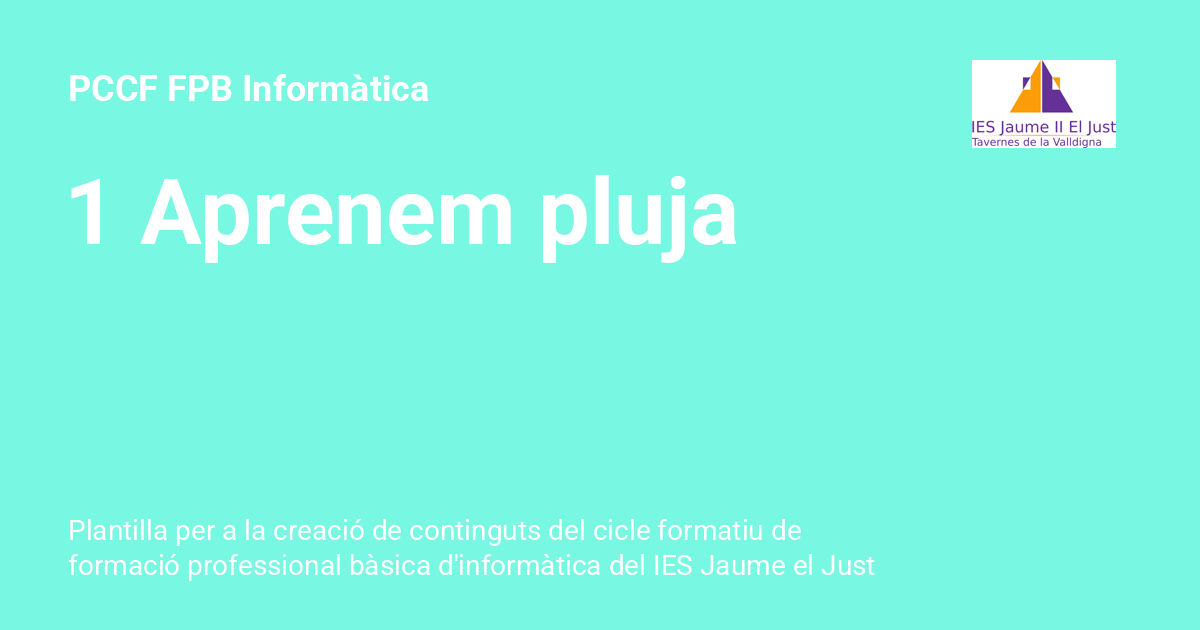 PCCF FPB Informàtica
IES Jaume II El Just
Tavernes de la Valldigna
1 Aprenem pluja
Plantilla per a la creació de continguts del cicle formatiu de
formació professional bàsica d'informàtica del IES Jaume el Just